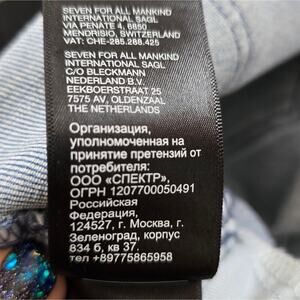 SEVEN FOR ALL MANKIND
INTERNATIONAL SAGL
VIA PENATE 4, 6850
MENDRISIO, SWITZERLAND
VAT: CHE-285.288.425
SEVEN FOR ALL MANKIND
INTERNATIONAL SAGL
C/O BLECKMANN
NEDERLAND B.V.
EEKBOERSTRAAT 25
7575 AV, OLDENZAAL
THE NETHERLANDS
Организация,
уполномоченная на
принятие претензий от
потребителя:
ООО «СПЕКТР»,
ОГРН 1207700050491
Российская
Федерация,
124527, г. Москва, г.
Зеленоград, корпус
834 б, кв 37.
тел +89775865958